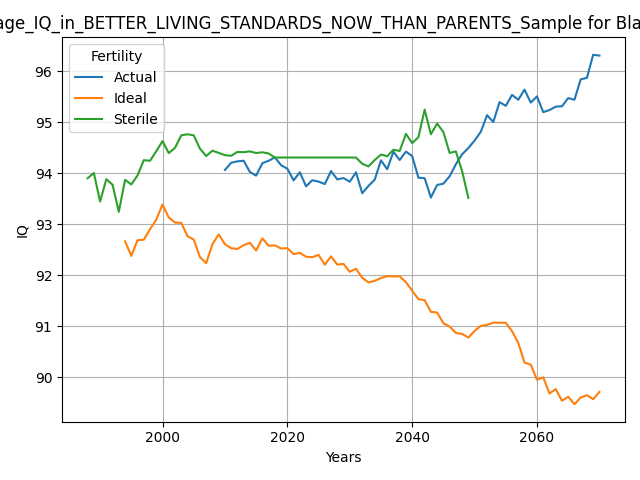 age_IQ_in_BETTER_LIVING_STANDARDS_NOW_THAN_PARENTS_Sample for Bla
Fertility
Actual
Ideal
Sterile
IQ
96
95
94
93
92
91
90
2000
2020
2040
2060
Years